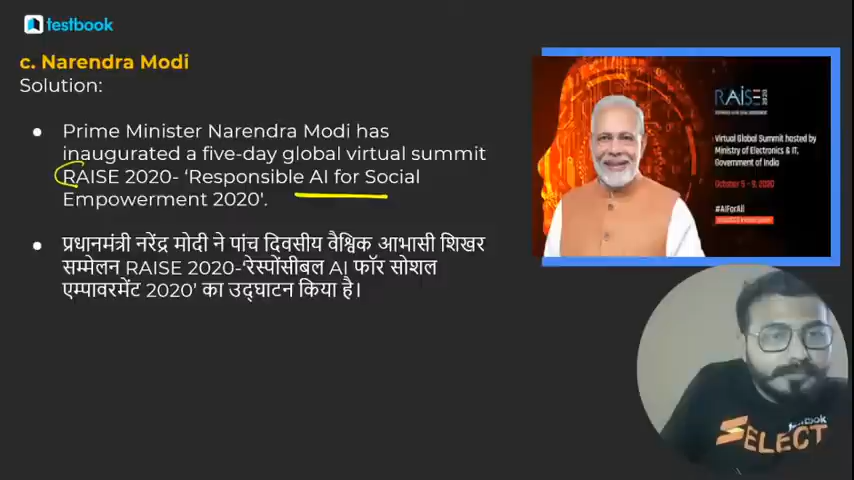 testbook
c. Narendra Modi
Solution:
● Prime Minister Narendra Modi has
inaugurated a five-day global virtual summit
RAISE 2020- ‘Responsible AI for Social
Empowerment 2020'.
● प्रधानमंत्री नरेंद्र मोदी ने पांच दिवसीय वैश्विक आभासी शिखर
सम्मेलन RAISE 2020-‘रेस्पोंसीबल AI फॉर सोशल
एम्पावरमेंट 2020’ का उद्घाटन किया है।
RAISE 2020
Virtual Global Summit hosted by
Ministry of Electronics & IT,
Government of India
October 5 - 9, 2020
#AIForAll
testbook
SELECT